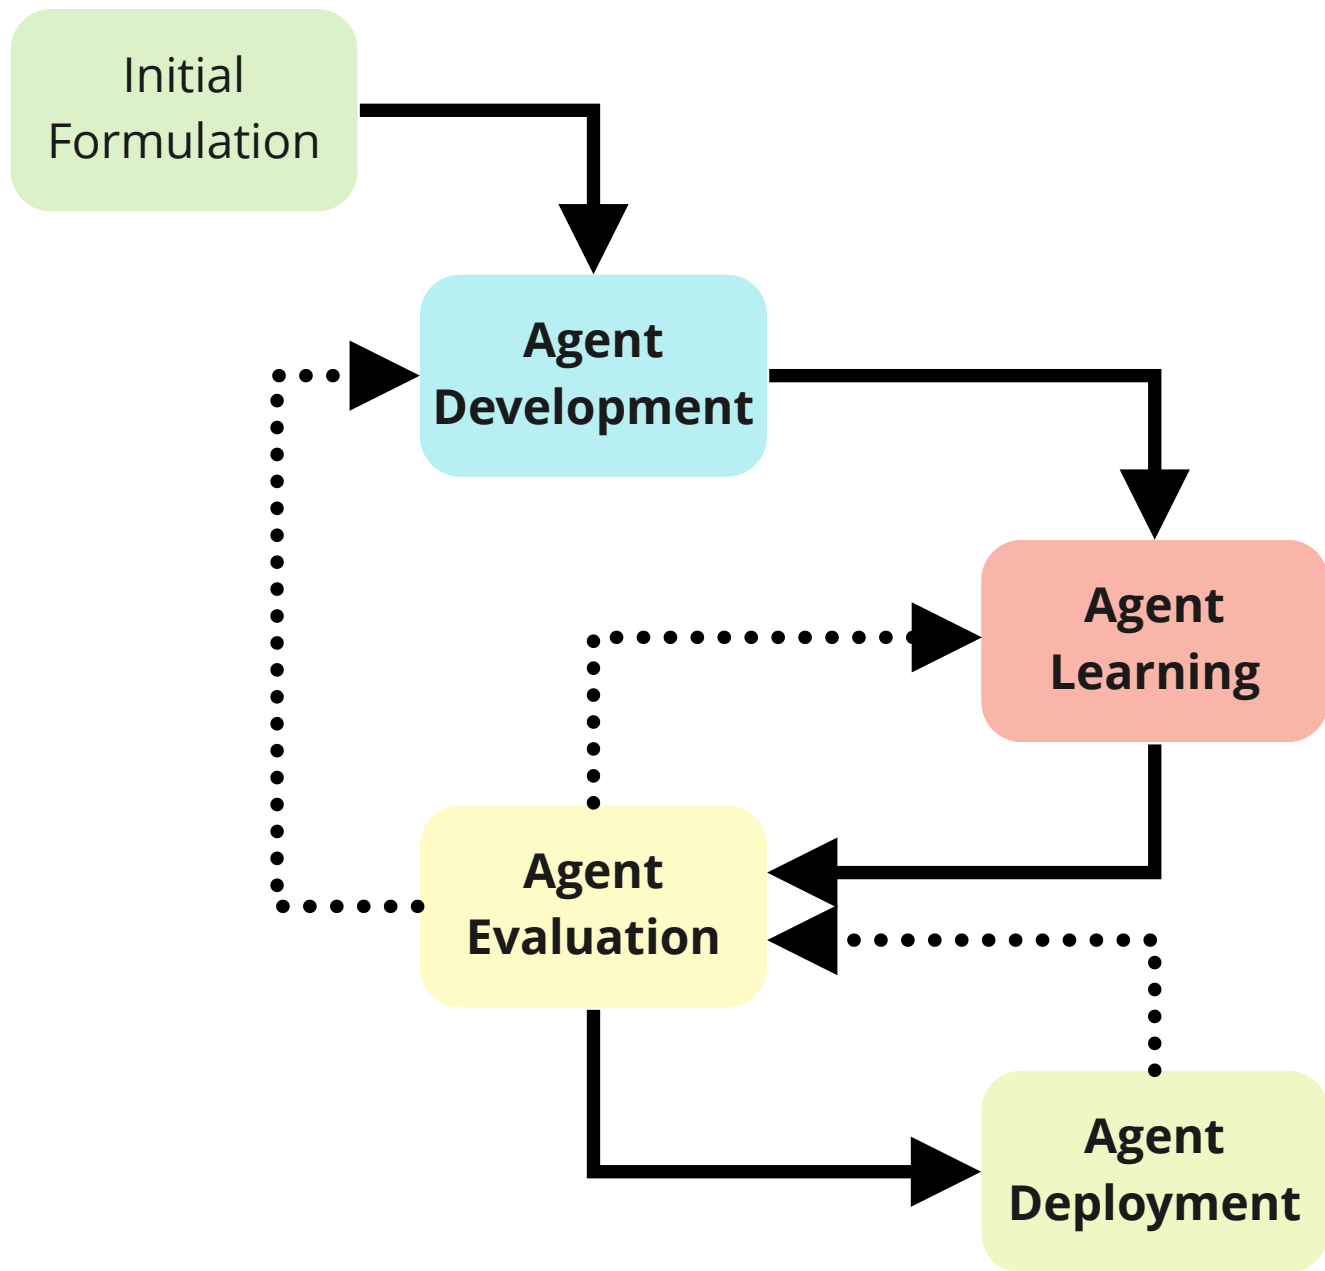 Initial
Formulation
Agent
Development
Agent
Learning
Agent
Evaluation
Agent
Deployment